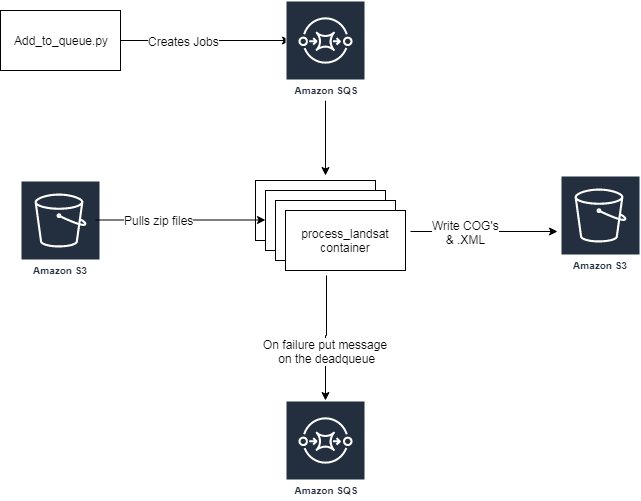 Add_to_queue.py
Creates Jobs
Amazon SQS
Pulls zip files
Amazon S3
process_landsat
container
Write COG's
& .XML
Amazon S3
On failure put message
on the deadqueue
Amazon SQS